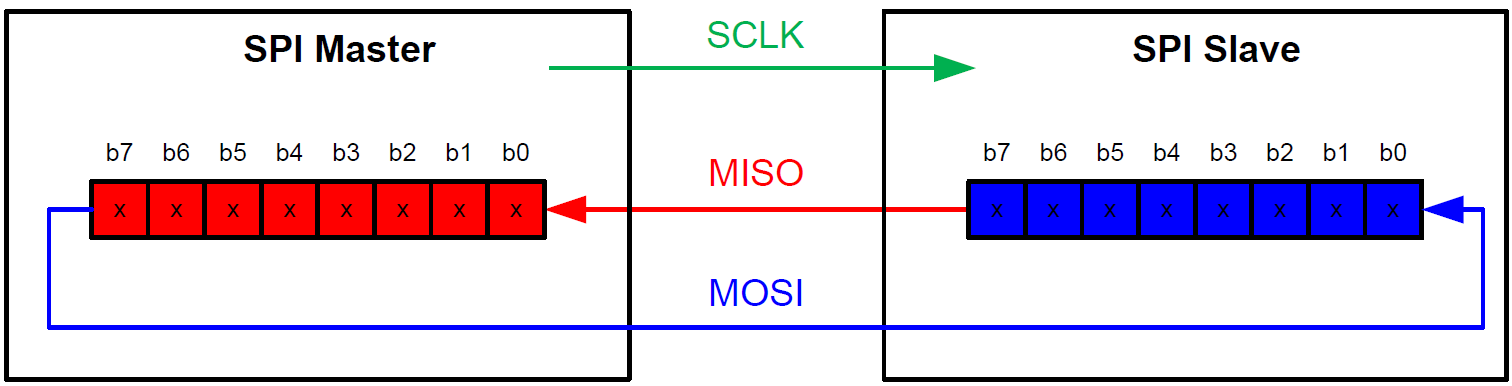 SPI Master
SCLK
SPI Slave
b7 b6 b5 b4 b3 b2 b1 b0
MISO
b7 b6 b5 b4 b3 b2 b1 b0
x x x x x x x x
x x x x x x x x
MOSI